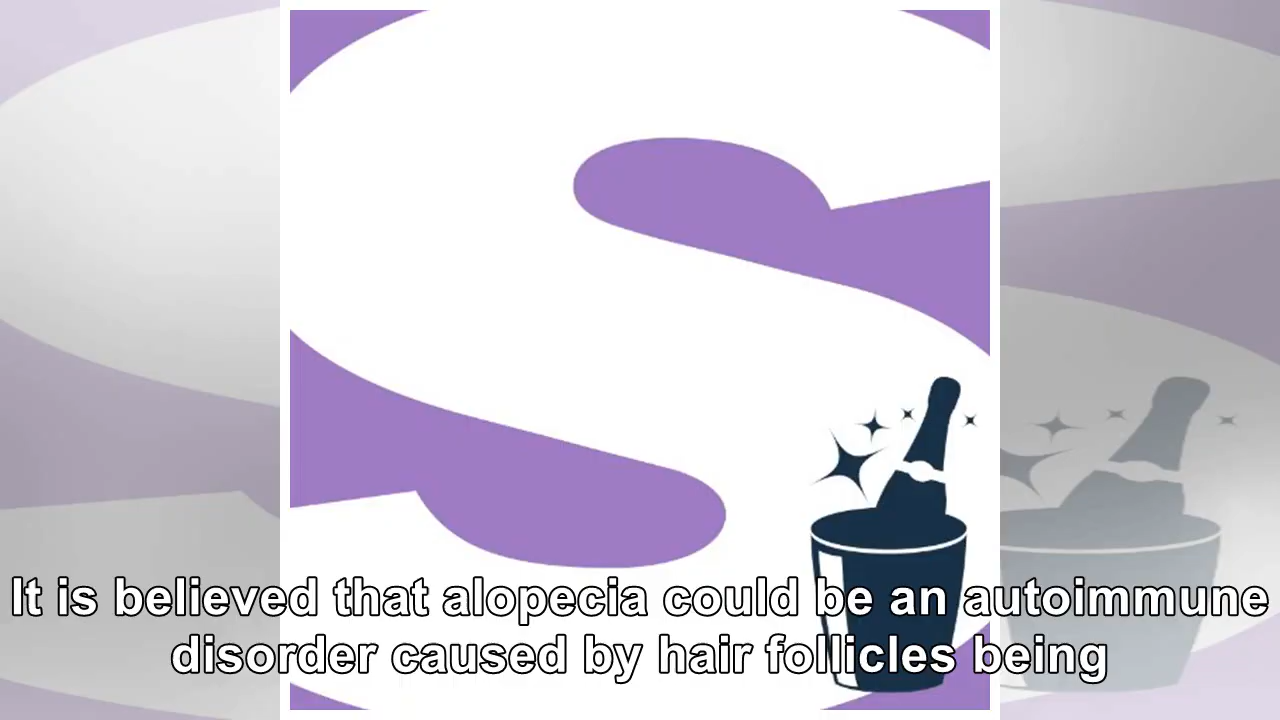 S
It is believed that alopecia could be an autoimmune
disorder caused by hair follicles being